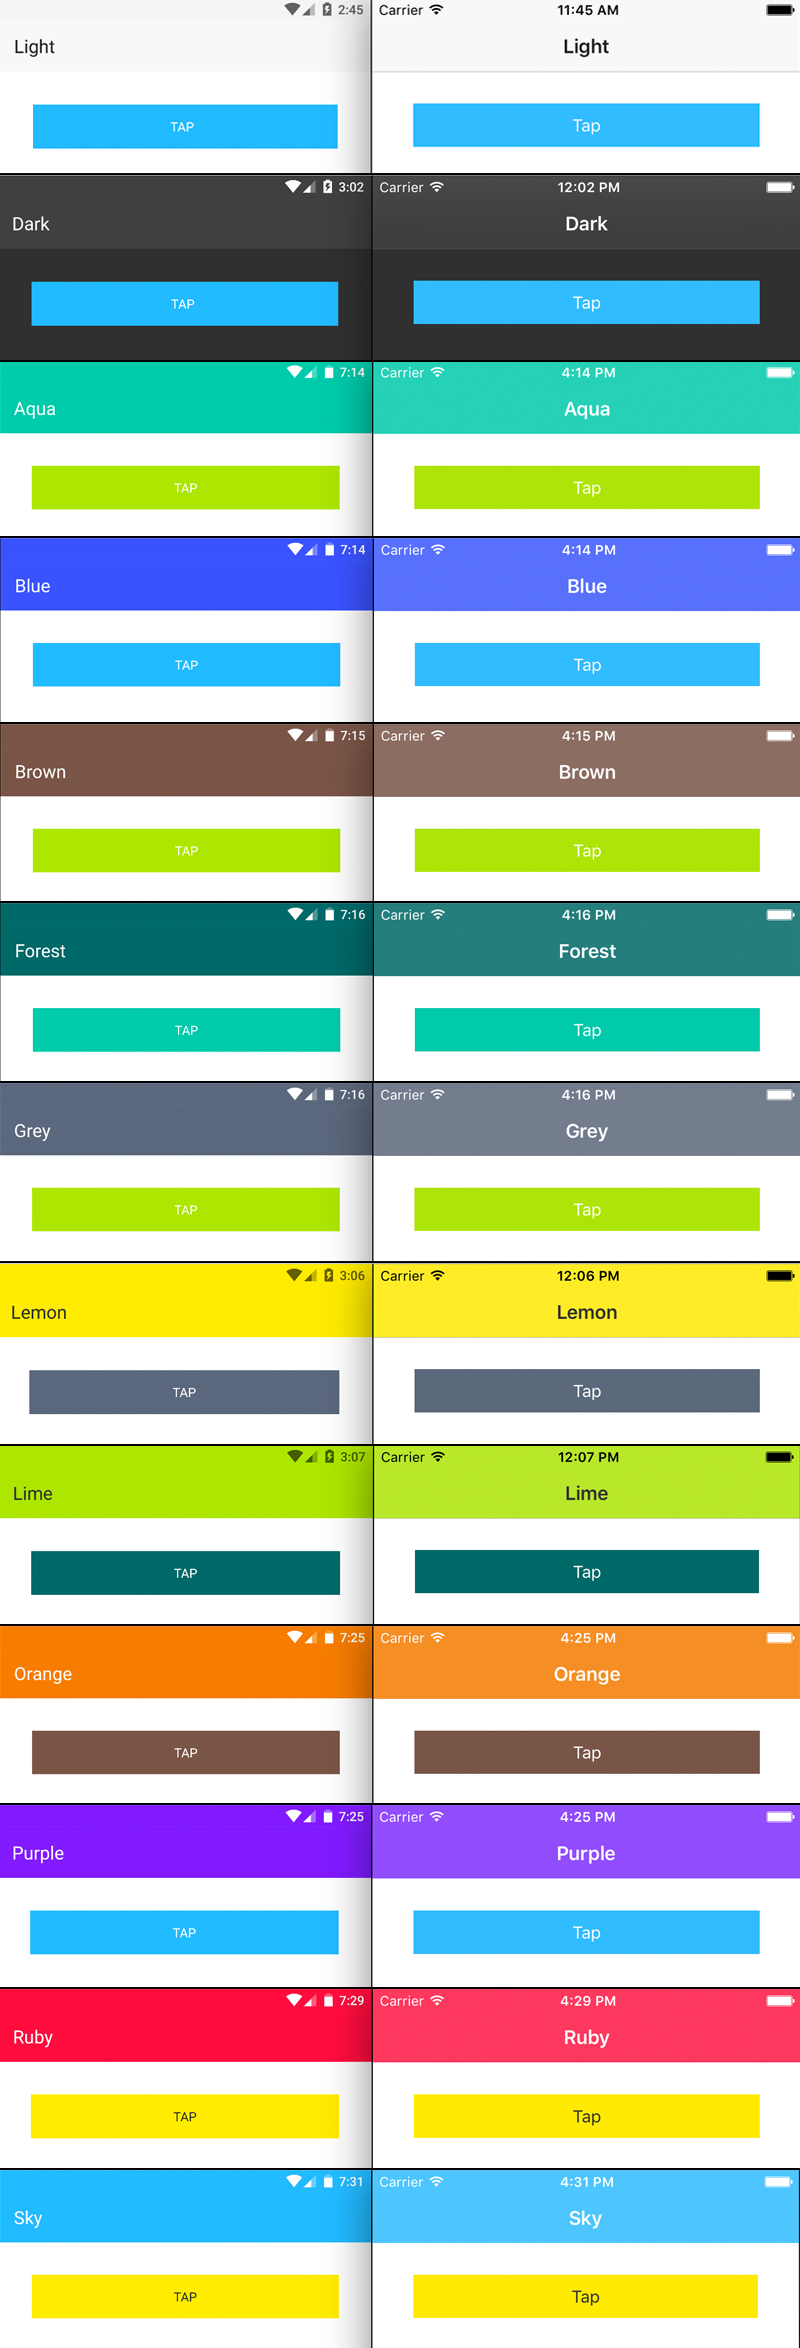 2:45 Carrier 11:45 AM
Light Light
TAP Tap
3:02 Carrier 12:02 PM
Dark Dark
TAP Tap
7:14 Carrier 4:14 PM
Aqua Aqua
TAP Tap
7:14 Carrier 4:14 PM
Blue Blue
TAP Tap
7:15 Carrier 4:15 PM
Brown Brown
TAP Tap
7:16 Carrier 4:16 PM
Forest Forest
TAP Tap
7:16 Carrier 4:16 PM
Grey Grey
TAP Tap
3:06 Carrier 12:06 PM
Lemon Lemon
TAP Tap
3:07 Carrier 12:07 PM
Lime Lime
TAP Tap
7:25 Carrier 4:25 PM
Orange Orange
TAP Tap
7:25 Carrier 4:25 PM
Purple Purple
TAP Tap
7:29 Carrier 4:29 PM
Ruby Ruby
TAP Tap
7:31 Carrier 4:31 PM
Sky Sky
TAP Tap